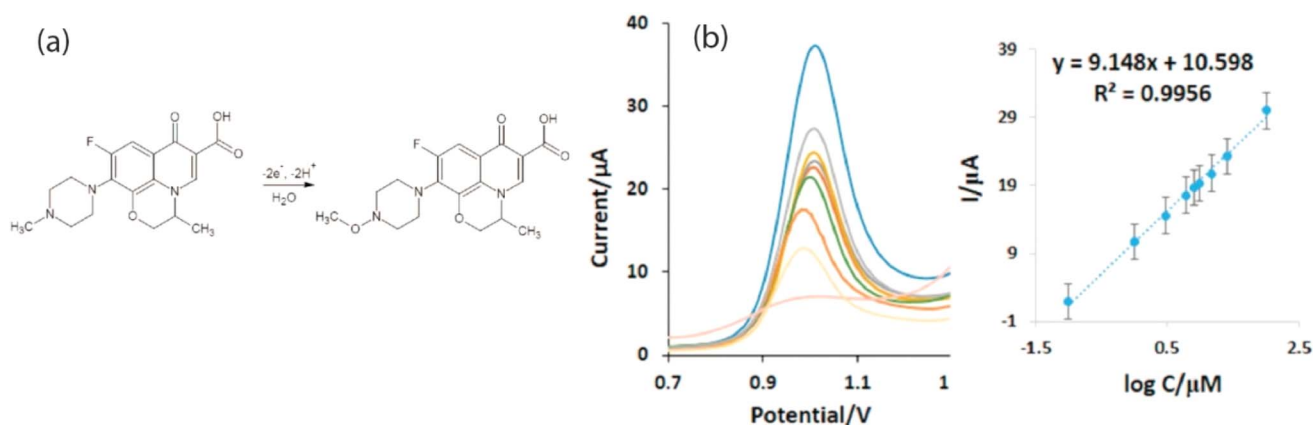 (a)
O
OH
F
O
N
N
N
H₃C
O
CH₃
-2e⁻, -2H⁺
H₂O
O
OH
F
O
N
N
N
H₃C
O
O
CH₃
(b)
40
30
20
10
0
Current/µA
0.7
0.9
1.1
1
Potential/V
y = 9.148x + 10.598
R² = 0.9956
39
29
19
9
-1
I/µA
-1.5
0.5
2.5
log C/µM